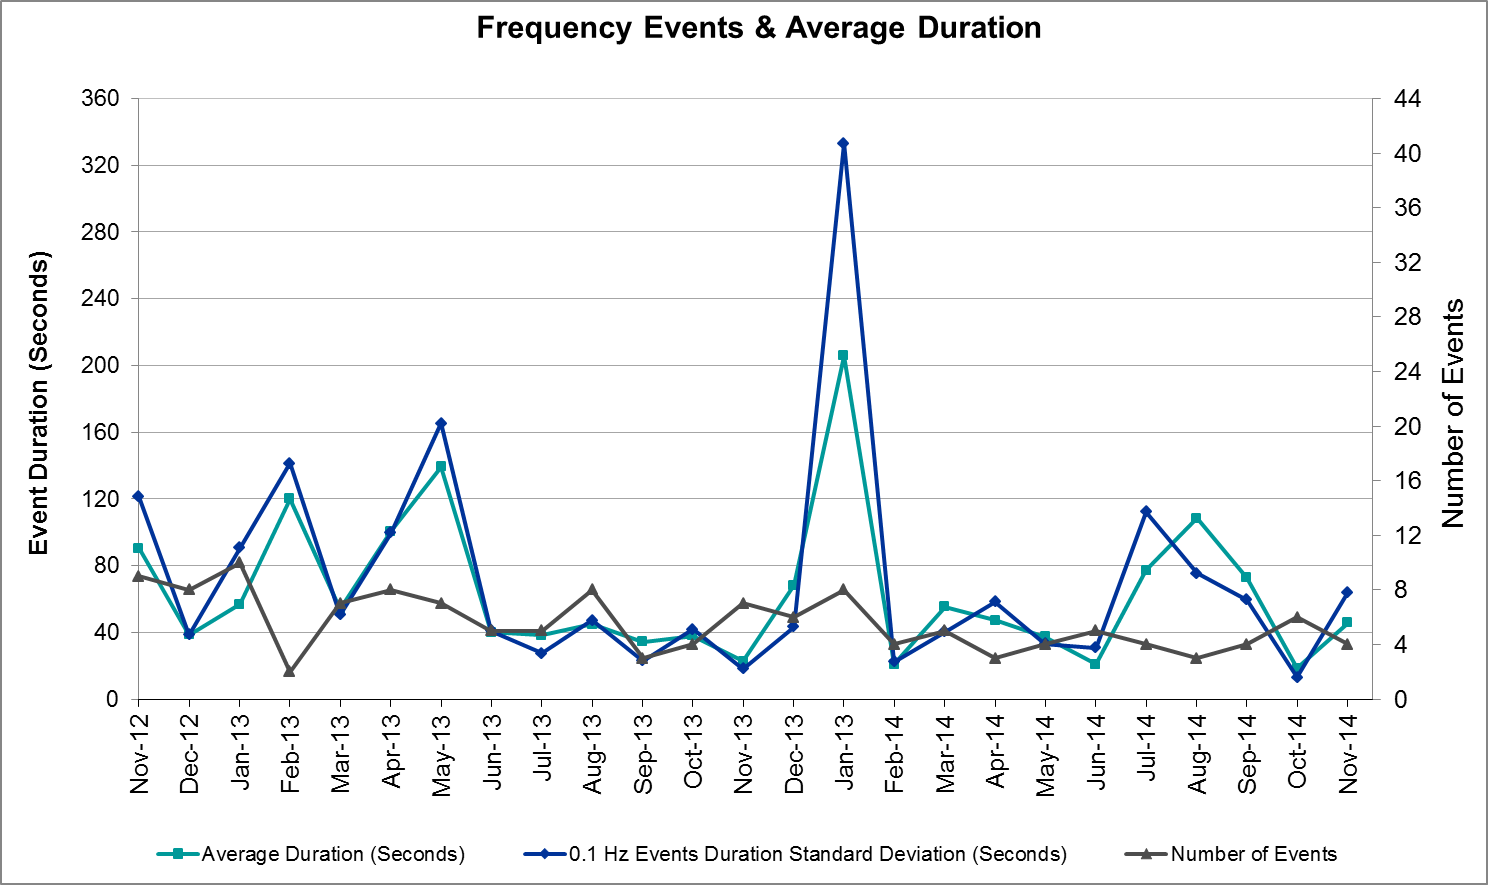 Frequency Events & Average Duration
Event Duration (Seconds)
360
320
280
240
200
160
120
80
40
0
44
40
36
32
28
24
20
16
12
8
4
0
Number of Events
Nov-12
Dec-12
Jan-13
Feb-13
Mar-13
Apr-13
May-13
Jun-13
Jul-13
Aug-13
Sep-13
Oct-13
Nov-13
Dec-13
Jan-13
Feb-14
Mar-14
Apr-14
May-14
Jun-14
Jul-14
Aug-14
Sep-14
Oct-14
Nov-14
Average Duration (Seconds) 0.1 Hz Events Duration Standard Deviation (Seconds) Number of Events